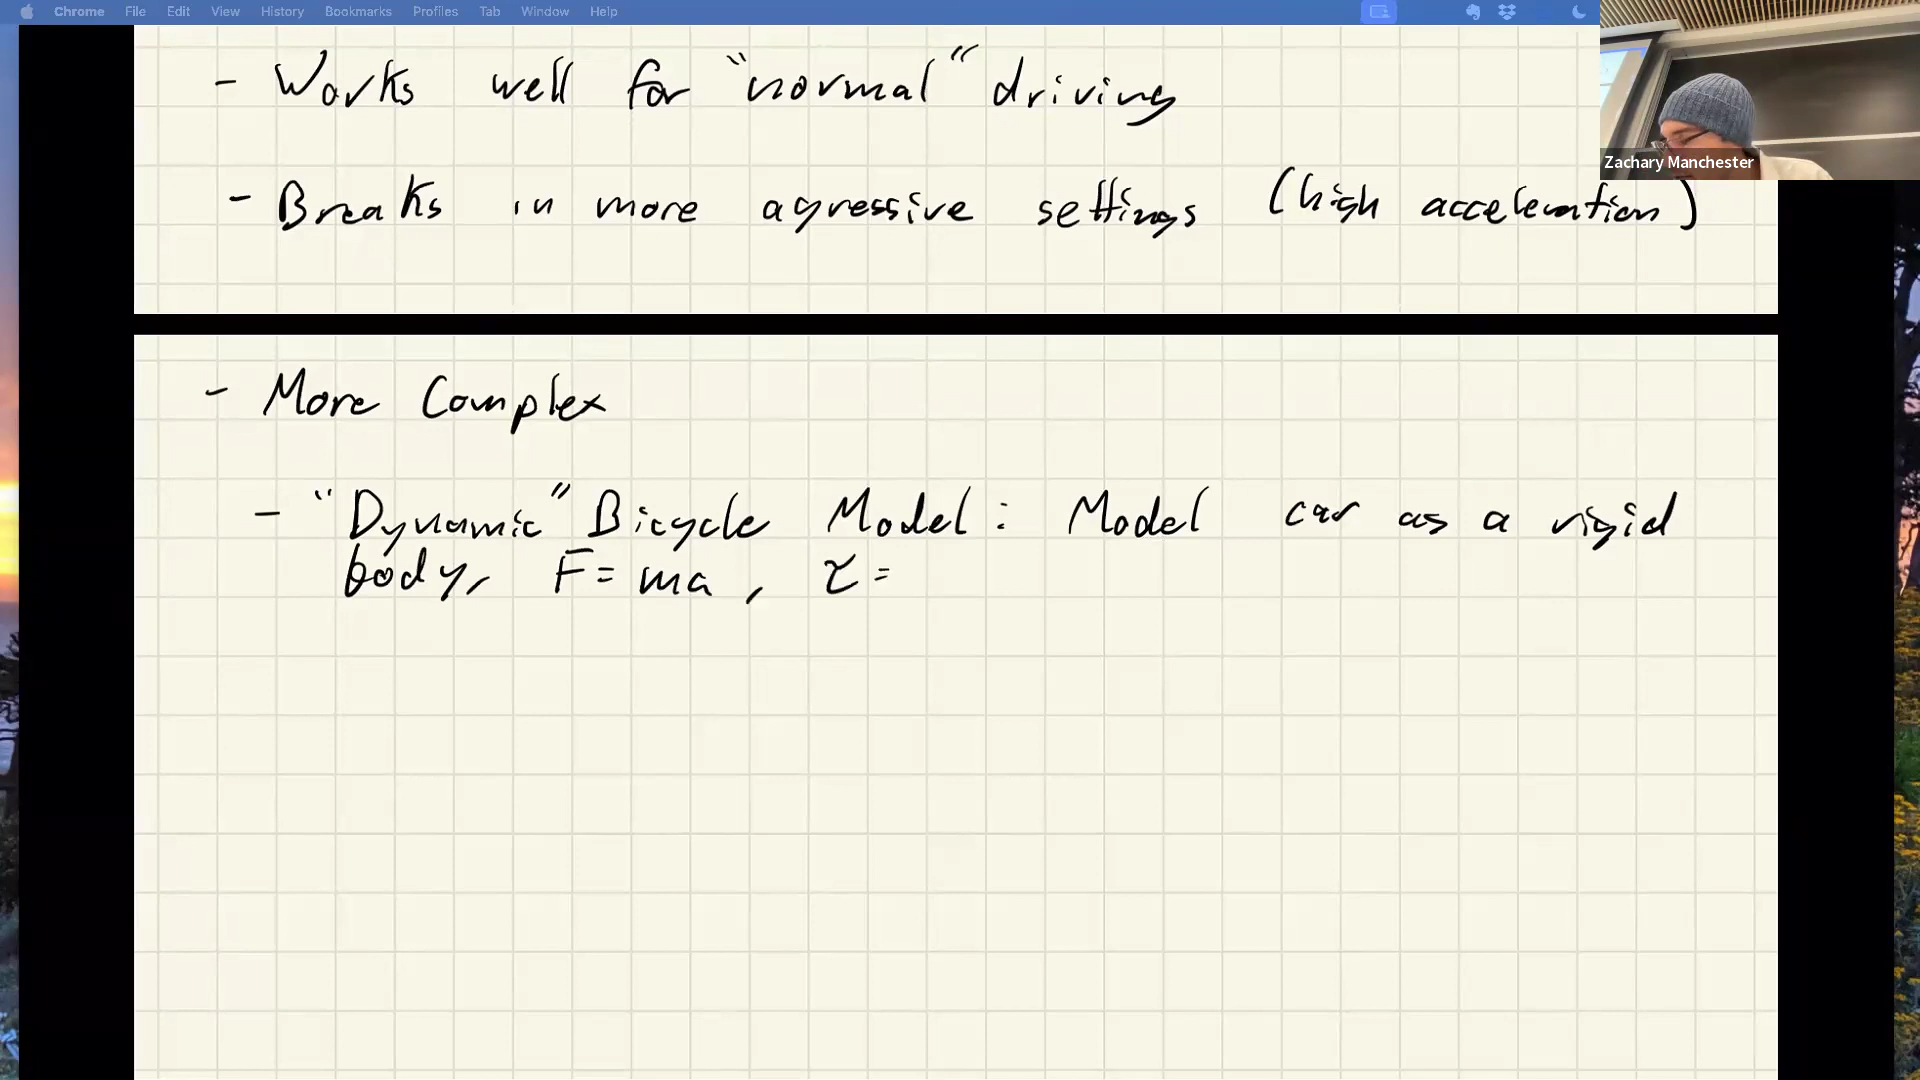 Chrome File Edit View History Bookmarks Profiles Tab Window Help
- Works well for "normal" driving
Zachary Manchester
- Breaks in more agressive settings (high acceleration)
- More Complex
- "Dynamic" Bicycle Model: Model car as a rigid
body, F = ma, τ =